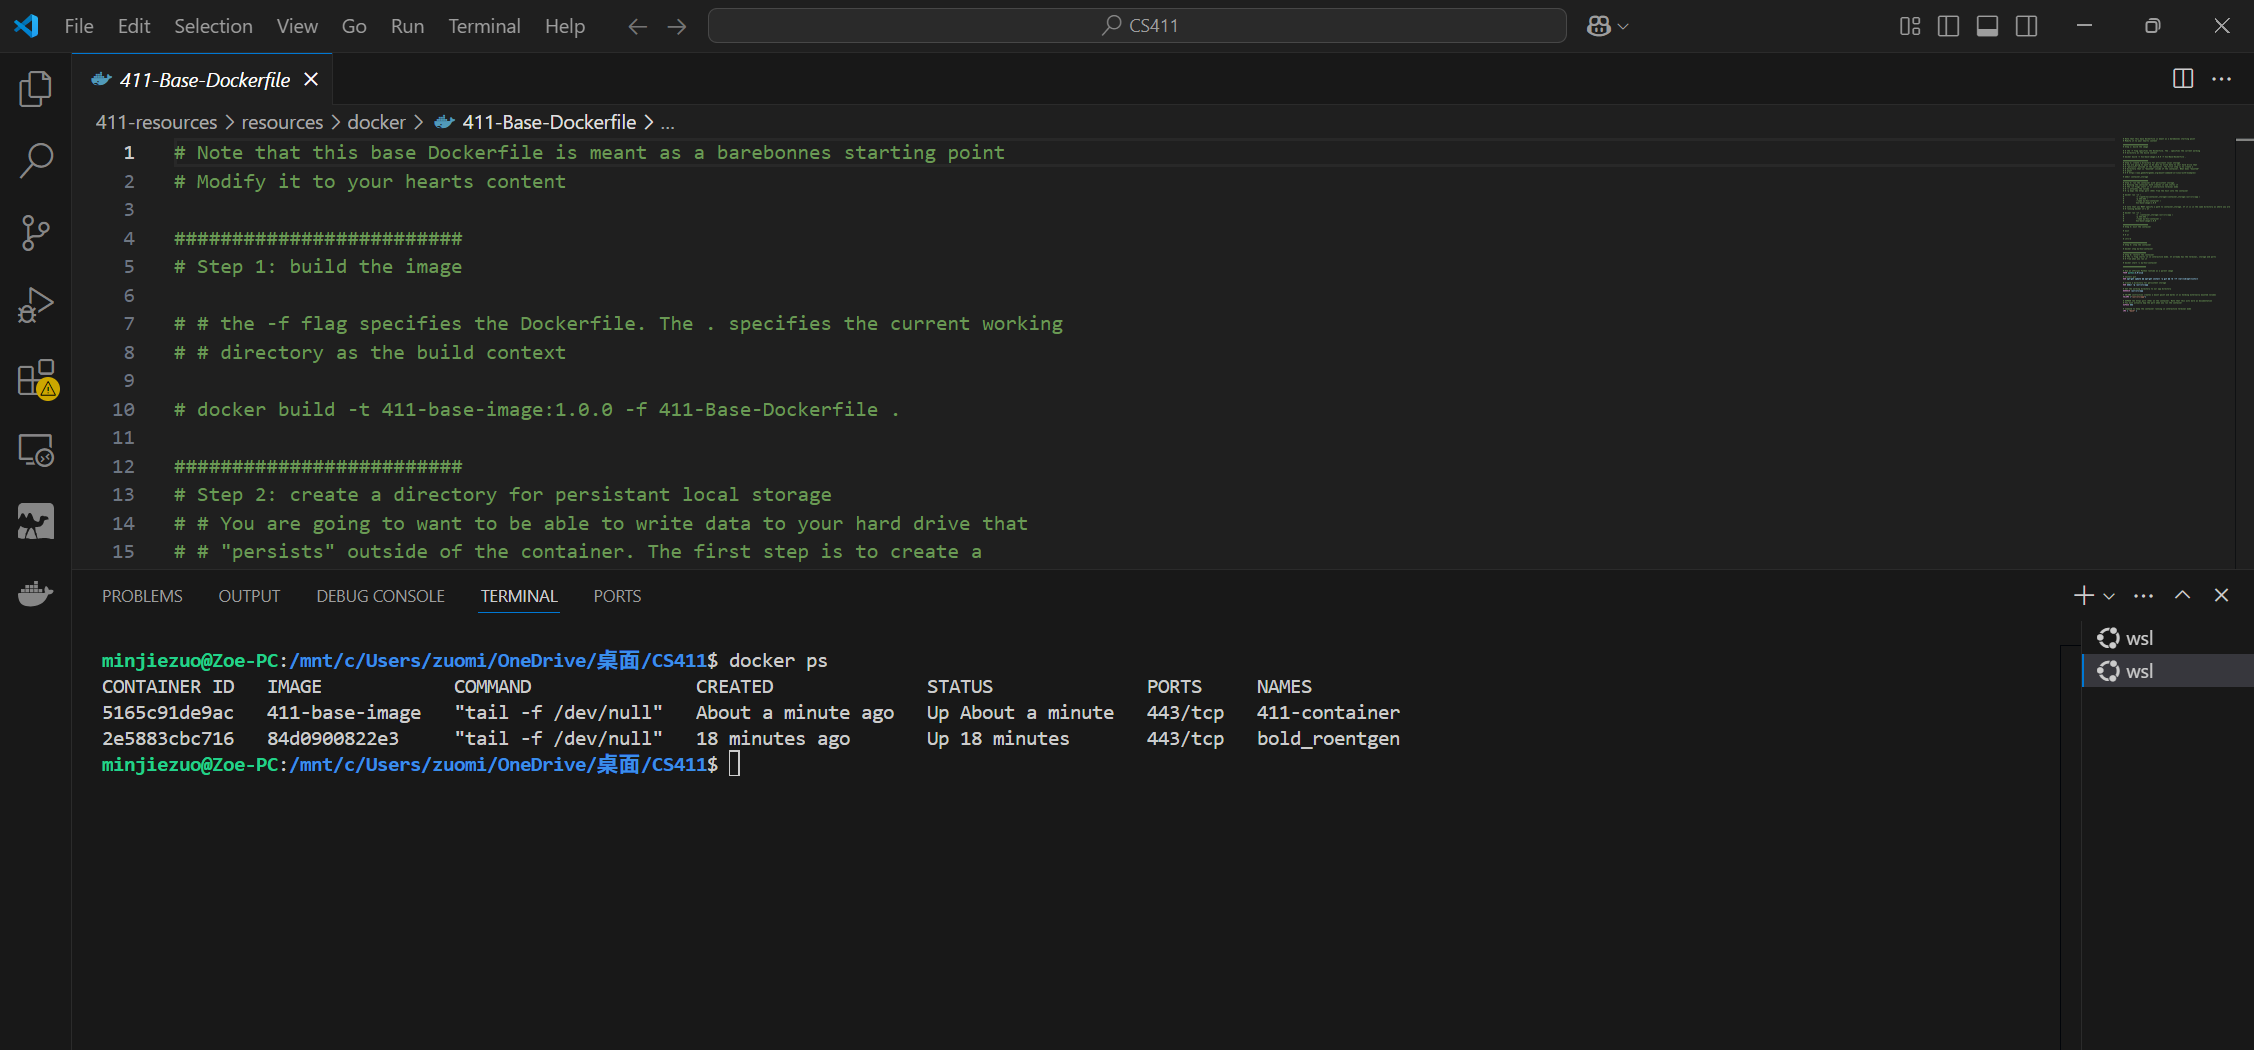 File Edit Selection View Go Run Terminal Help CS411
411-Base-Dockerfile
411-resources > resources > docker > 411-Base-Dockerfile > ...
1 # Note that this base Dockerfile is meant as a barebonnes starting point
2 # Modify it to your hearts content
3
4 #########################
5 # Step 1: build the image
6
7 # # the -f flag specifies the Dockerfile. The . specifies the current working
8 # # directory as the build context
9
10 # docker build -t 411-base-image:1.0.0 -f 411-Base-Dockerfile .
11
12 #########################
13 # Step 2: create a directory for persistant local storage
14 # # You are going to want to be able to write data to your hard drive that
15 # # "persists" outside of the container. The first step is to create a
PROBLEMS OUTPUT DEBUG CONSOLE TERMINAL PORTS
minjiezuo@Zoe-PC:/mnt/c/Users/zuomi/OneDrive/桌面/CS411$ docker ps
CONTAINER ID IMAGE COMMAND CREATED STATUS PORTS NAMES
5165c91de9ac 411-base-image "tail -f /dev/null" About a minute ago Up About a minute 443/tcp 411-container
2e5883cbc716 84d0900822e3 "tail -f /dev/null" 18 minutes ago Up 18 minutes 443/tcp bold_roentgen
minjiezuo@Zoe-PC:/mnt/c/Users/zuomi/OneDrive/桌面/CS411$
wsl
wsl